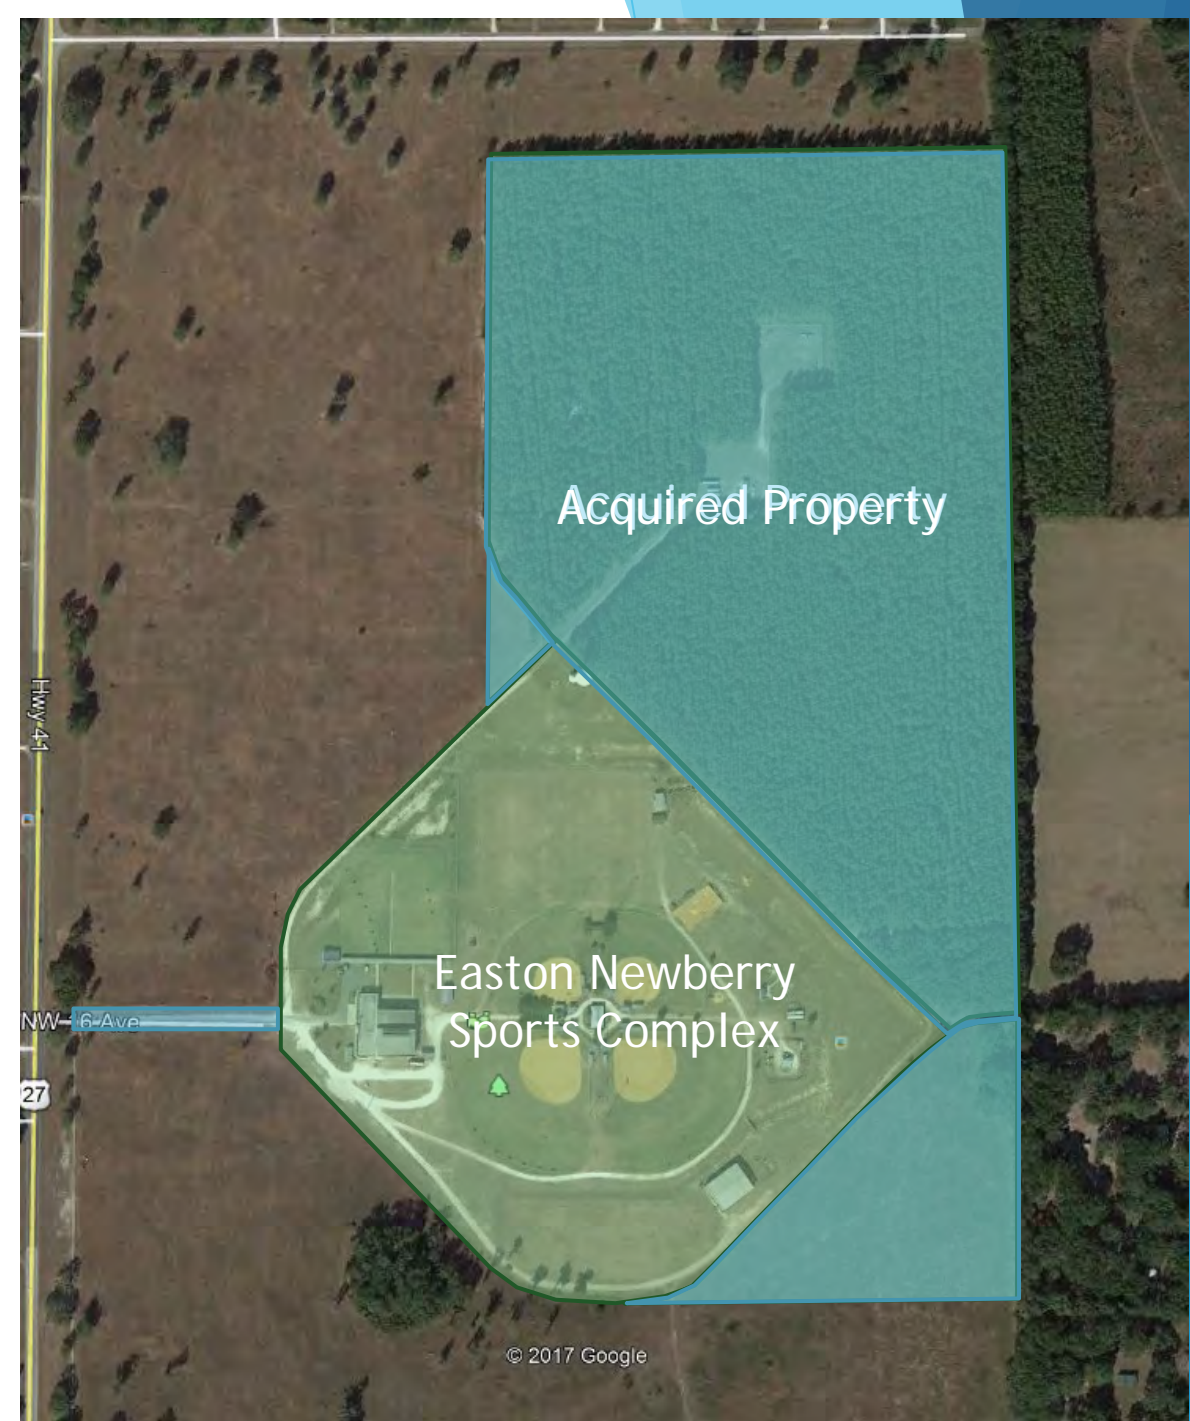 Acquired Property
Hwy 41
Easton Newberry
Sports Complex
NW 16 Ave
27
© 2017 Google